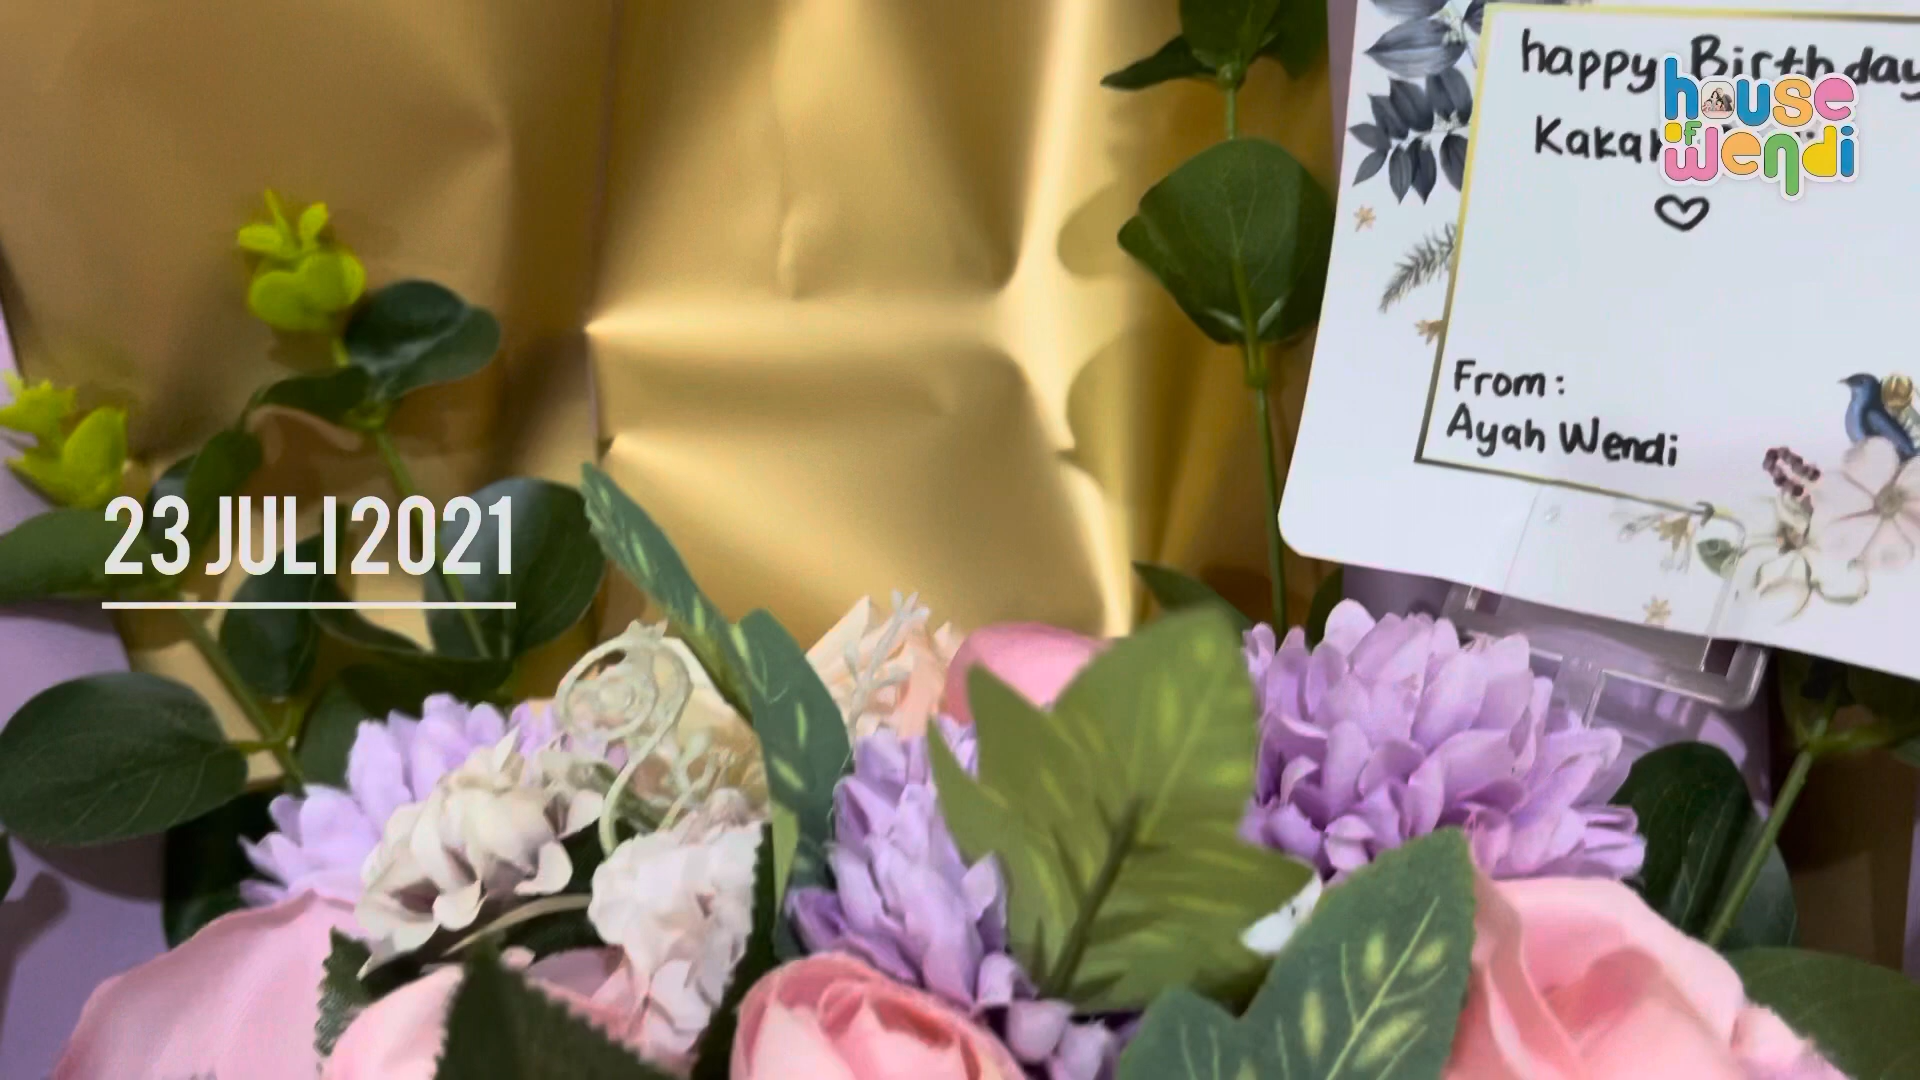 happy Birthday
Kakak
house
of
wendi
From :
Ayah Wendi
23 JULI 2021